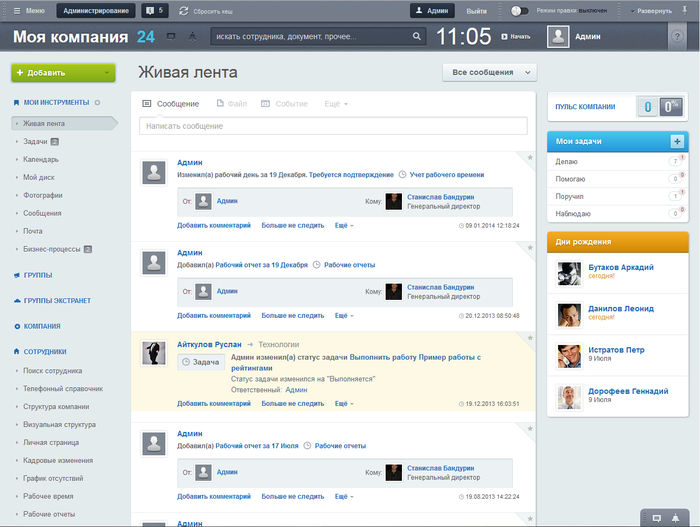 Меню Администрирование 5 Сбросить кеш Админ Выйти Режим правки выключен Развернуть
Моя компания 24 искать сотрудника, документ, прочее... 11:05 Начать Админ ?
Добавить
МОИ ИНСТРУМЕНТЫ
Живая лента
Задачи
Календарь
Мой диск
Фотографии
Сообщения
Почта
Бизнес-процессы
ГРУППЫ
ГРУППЫ ЭКСТРАНЕТ
КОМПАНИЯ
СОТРУДНИКИ
Поиск сотрудника
Телефонный справочник
Структура компании
Визуальная структура
Личная страница
Кадровые изменения
График отсутствий
Рабочее время
Рабочие отчеты
Живая лента Все сообщения
Сообщение Файл Событие Ещё
Написать сообщение
Админ
Изменил(а) рабочий день за 19 Декабря. Требуется подтверждение Учет рабочего времени
От: Админ Кому: Станислав Бандурин
Генеральный директор
Добавить комментарий Больше не следить Ещё 09.01.2014 12:18:24
Админ
Добавил(а) Рабочий отчет за 19 Декабря Рабочие отчеты
От: Админ Кому: Станислав Бандурин
Генеральный директор
Добавить комментарий Больше не следить Ещё 20.12.2013 08:50:48
Айткулов Руслан Технологии
Задача Админ изменил(а) статус задачи Выполнить работу Пример работы с
рейтингами
Статус задачи изменился на "Выполняется"
Ответственный: Админ
Добавить комментарий Больше не следить Ещё 19.12.2013 16:03:51
Админ
Добавил(а) Рабочий отчет за 17 Июля Рабочие отчеты
От: Админ Кому: Станислав Бандурин
Генеральный директор
Добавить комментарий Больше не следить Ещё 19.08.2013 14:22:24
Админ
ПУЛЬС КОМПАНИИ 0 0%
Мои задачи +
Делаю 7 1
Помогаю 0 0
Поручил 1 1
Наблюдаю 0 0
Дни рождения
Бутаков Аркадий
сегодня!
Данилов Леонид
сегодня!
Истратов Петр
9 Июля
Дорофеев Геннадий
9 Июля